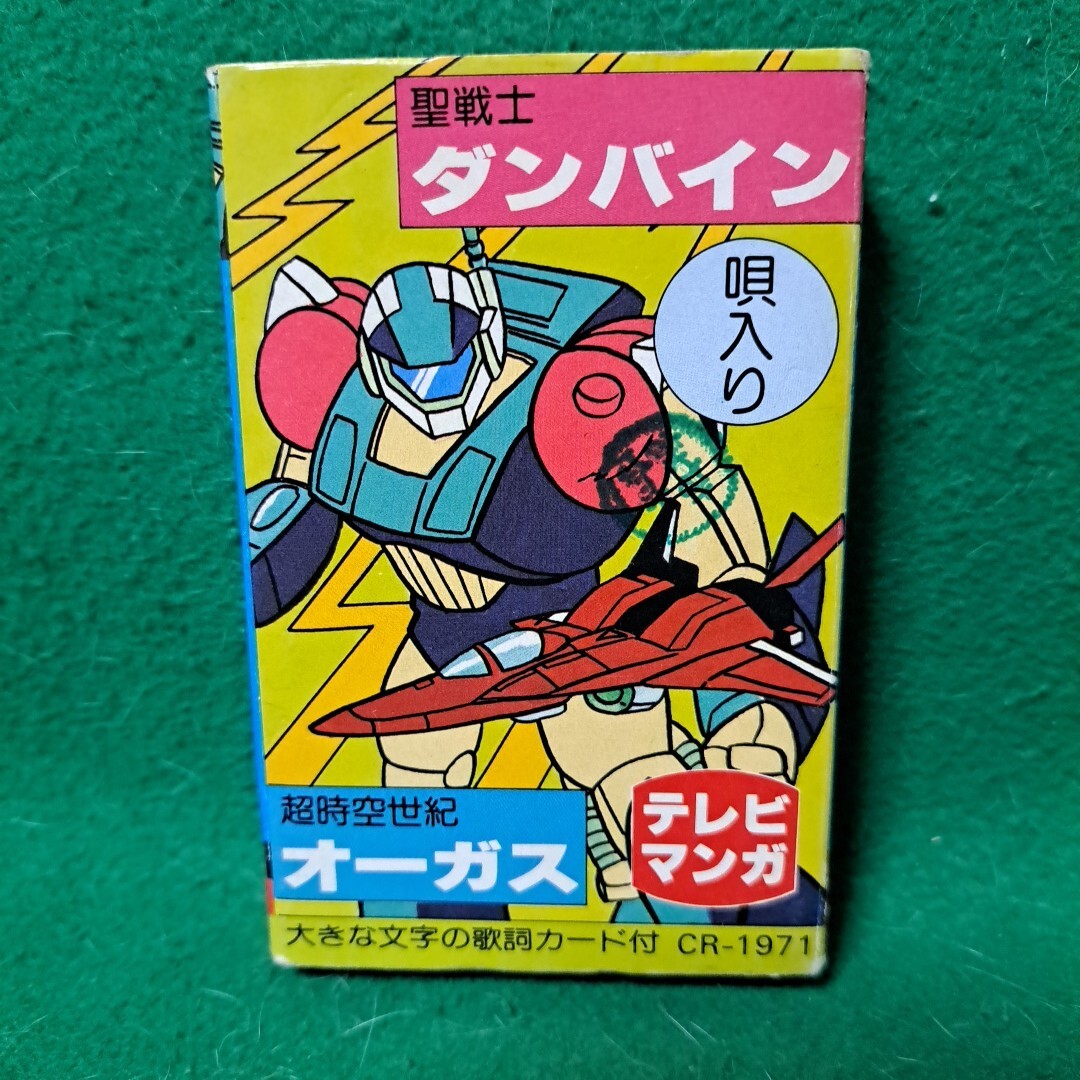 聖戦士
ダンバイン
唄入り
超時空世紀
オーガス
テレビ
マンガ
大きな文字の歌詞カード付 CR-1971